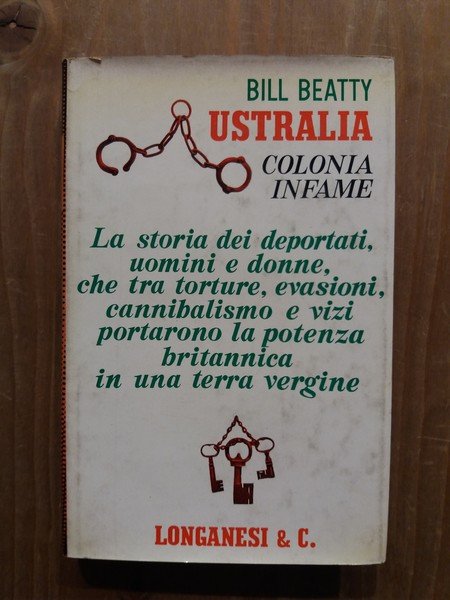 BILL BEATTY
USTRALIA
COLONIA
INFAME
La storia dei deportati,
uomini e donne,
che tra torture, evasioni,
cannibalismo e vizi
portarono la potenza
britannica
in una terra vergine
LONGANESI & C.